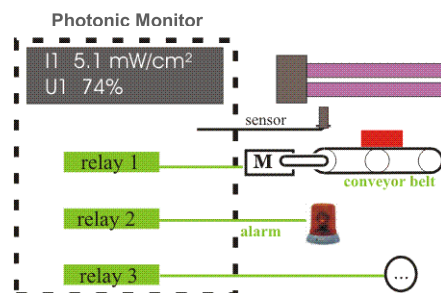 Photonic Monitor
I1 5.1 mW/cm²
U1 74%
sensor
relay 1
M
conveyor belt
relay 2
alarm
relay 3
...